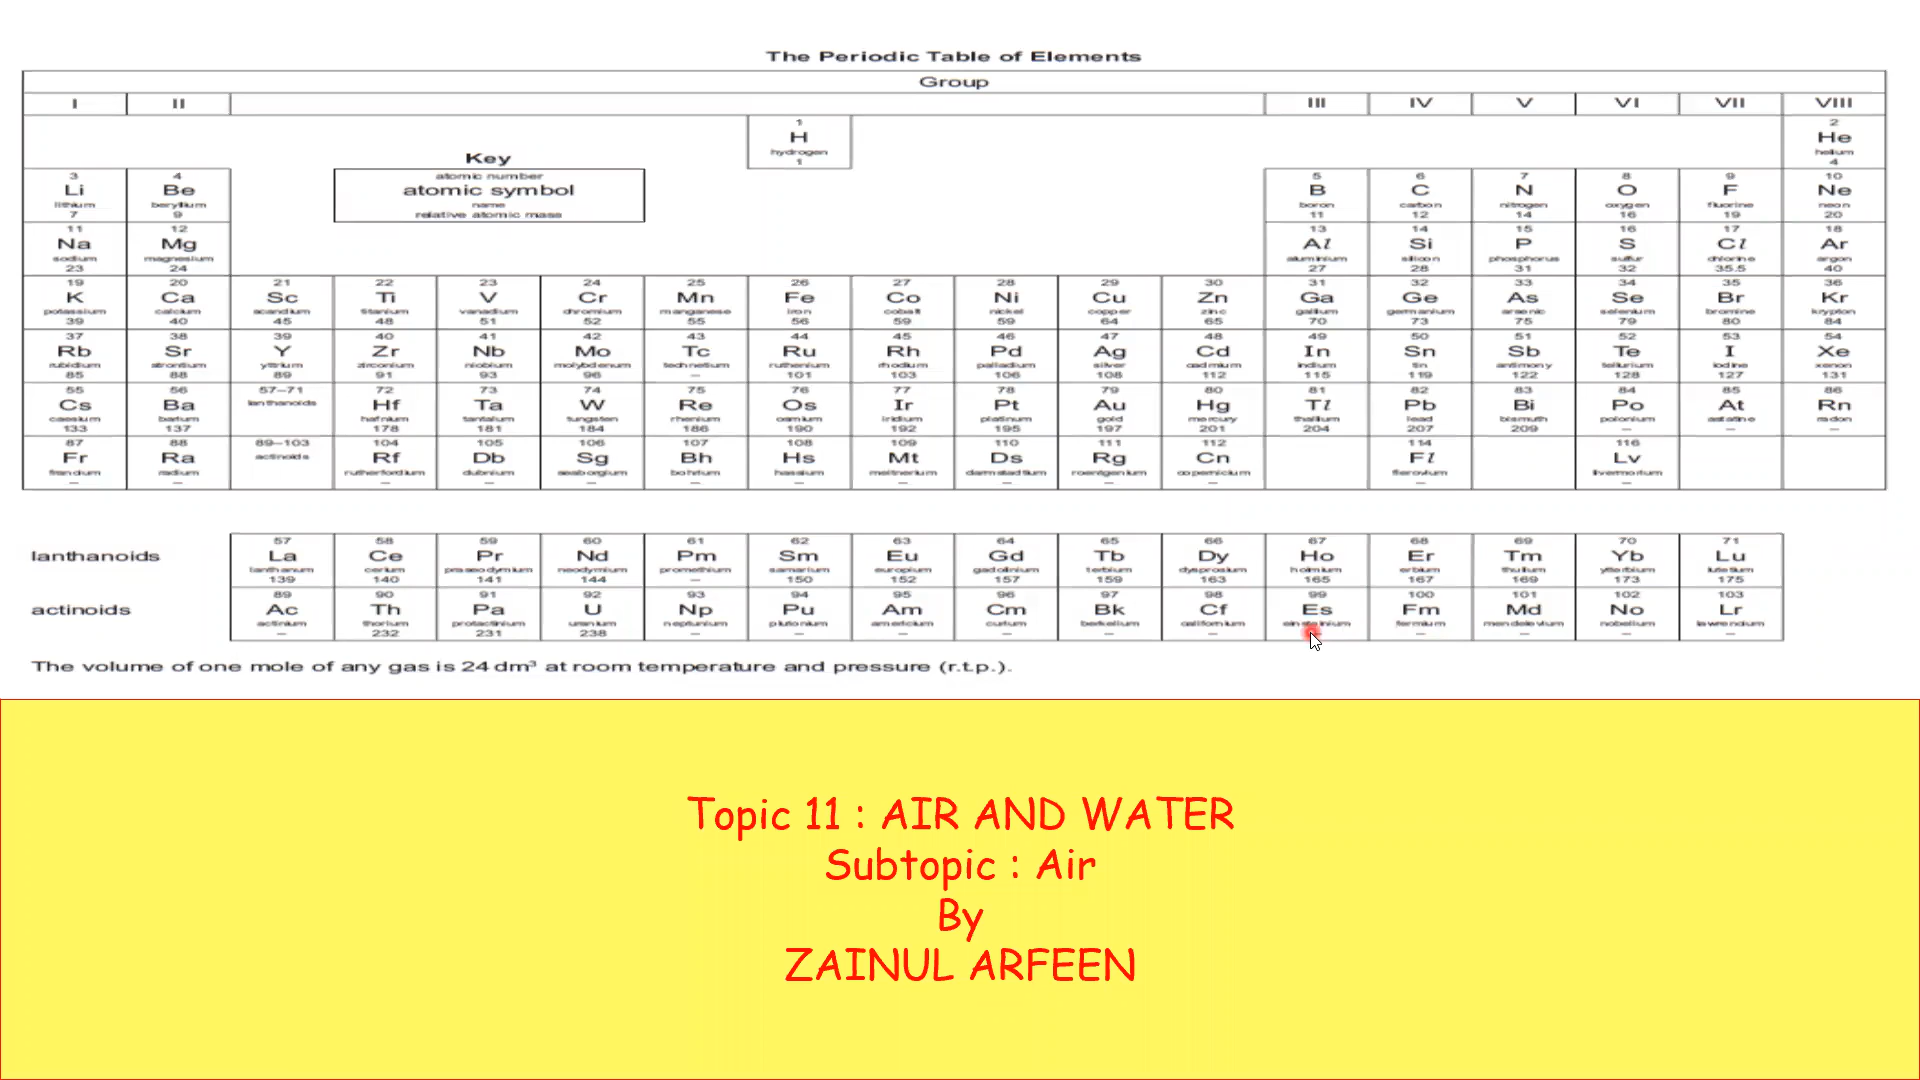 The Periodic Table of Elements
Group
I II III IV V VI VII VIII
1 2
H He
hydrogen helium
1 4
Key
atomic number
atomic symbol
name
relative atomic mass
3 4 5 6 7 8 9 10
Li Be B C N O F Ne
lithium beryllium boron carbon nitrogen oxygen fluorine neon
7 9 11 12 14 16 19 20
11 12 13 14 15 16 17 18
Na Mg Al Si P S Cl Ar
sodium magnesium aluminium silicon phosphorus sulfur chlorine argon
23 24 27 28 31 32 35.5 40
19 20 21 22 23 24 25 26 27 28 29 30 31 32 33 34 35 36
K Ca Sc Ti V Cr Mn Fe Co Ni Cu Zn Ga Ge As Se Br Kr
potassium calcium scandium titanium vanadium chromium manganese iron cobalt nickel copper zinc gallium germanium arsenic selenium bromine krypton
39 40 45 48 51 52 55 56 59 59 64 65 70 73 75 79 80 84
37 38 39 40 41 42 43 44 45 46 47 48 49 50 51 52 53 54
Rb Sr Y Zr Nb Mo Tc Ru Rh Pd Ag Cd In Sn Sb Te I Xe
rubidium strontium yttrium zirconium niobium molybdenum technetium ruthenium rhodium palladium silver cadmium indium tin antimony tellurium iodine xenon
85 88 89 91 93 96 – 101 103 106 108 112 115 119 122 128 127 131
55 56 57–71 72 73 74 75 76 77 78 79 80 81 82 83 84 85 86
Cs Ba lanthanoids Hf Ta W Re Os Ir Pt Au Hg Tl Pb Bi Po At Rn
caesium barium hafnium tantalum tungsten rhenium osmium iridium platinum gold mercury thallium lead bismuth polonium astatine radon
133 137 178 181 184 186 190 192 195 197 201 204 207 209 – – –
87 88 89–103 104 105 106 107 108 109 110 111 112 114 116
Fr Ra actinoids Rf Db Sg Bh Hs Mt Ds Rg Cn Fl Lv
francium radium rutherfordium dubnium seaborgium bohrium hassium meitnerium darmstadtium roentgenium copernicium flerovium livermorium
– – – – – – – – – – – – –
57 58 59 60 61 62 63 64 65 66 67 68 69 70 71
lanthanoids La Ce Pr Nd Pm Sm Eu Gd Tb Dy Ho Er Tm Yb Lu
lanthanum cerium praseodymium neodymium promethium samarium europium gadolinium terbium dysprosium holmium erbium thulium ytterbium lutetium
139 140 141 144 – 150 152 157 159 163 165 167 169 173 175
89 90 91 92 93 94 95 96 97 98 99 100 101 102 103
actinoids Ac Th Pa U Np Pu Am Cm Bk Cf Es Fm Md No Lr
actinium thorium protactinium uranium neptunium plutonium americium curium berkelium californium einsteinium fermium mendelevium nobelium lawrencium
– 232 231 238 – – – – – – – – – – –
The volume of one mole of any gas is 24 dm³ at room temperature and pressure (r.t.p.).
Topic 11 : AIR AND WATER
Subtopic : Air
By
ZAINUL ARFEEN